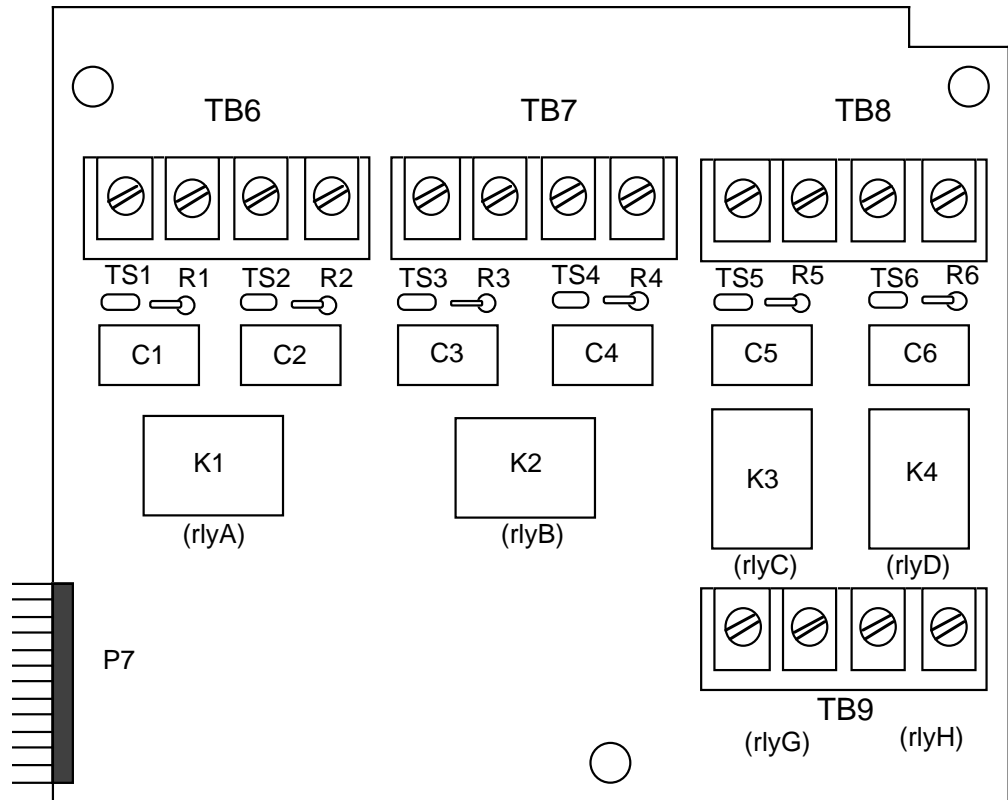 TB6 TB7 TB8
TS1 R1 TS2 R2 TS3 R3 TS4 R4 TS5 R5 TS6 R6
C1 C2 C3 C4 C5 C6
K1 K2 K3 K4
(rlyA) (rlyB) (rlyC) (rlyD)
P7
TB9
(rlyG) (rlyH)